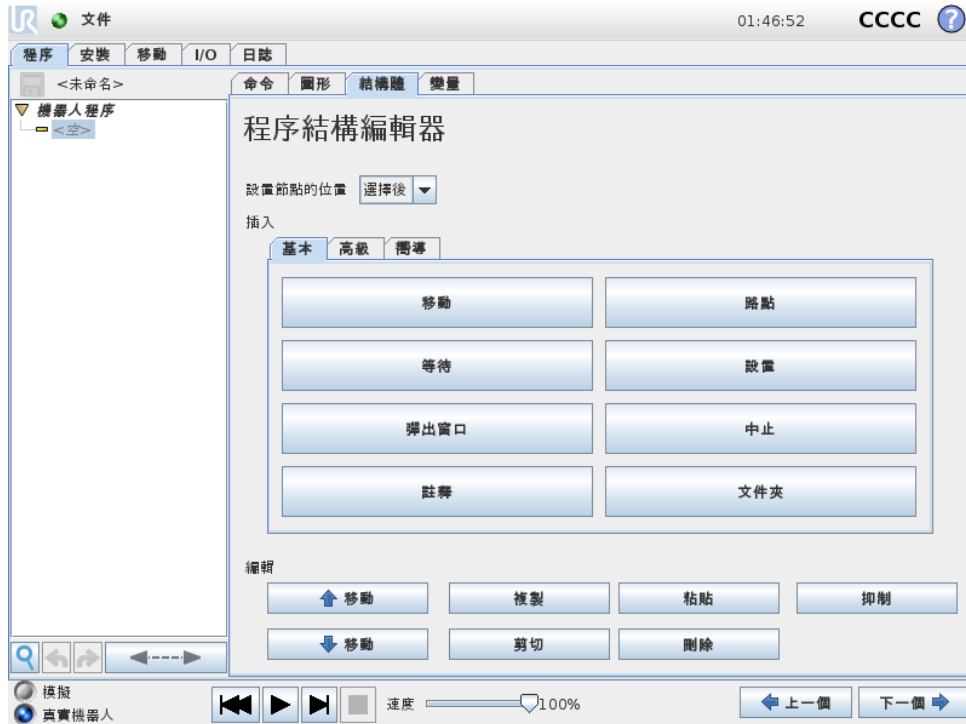 UR 文件 01:46:52 CCCC ?
程序 安裝 移動 I/O 日誌
<未命名> 命令 圖形 結構體 變量
機器人程序
<空>
程序結構編輯器
設置節點的位置 選擇後
插入
基本 高級 嚮導
移動 路點
等待 設置
彈出窗口 中止
註釋 文件夾
編輯
移動 複製 粘貼 抑制
移動 剪切 刪除
模擬
真實機器人
速度 100% 上一個 下一個